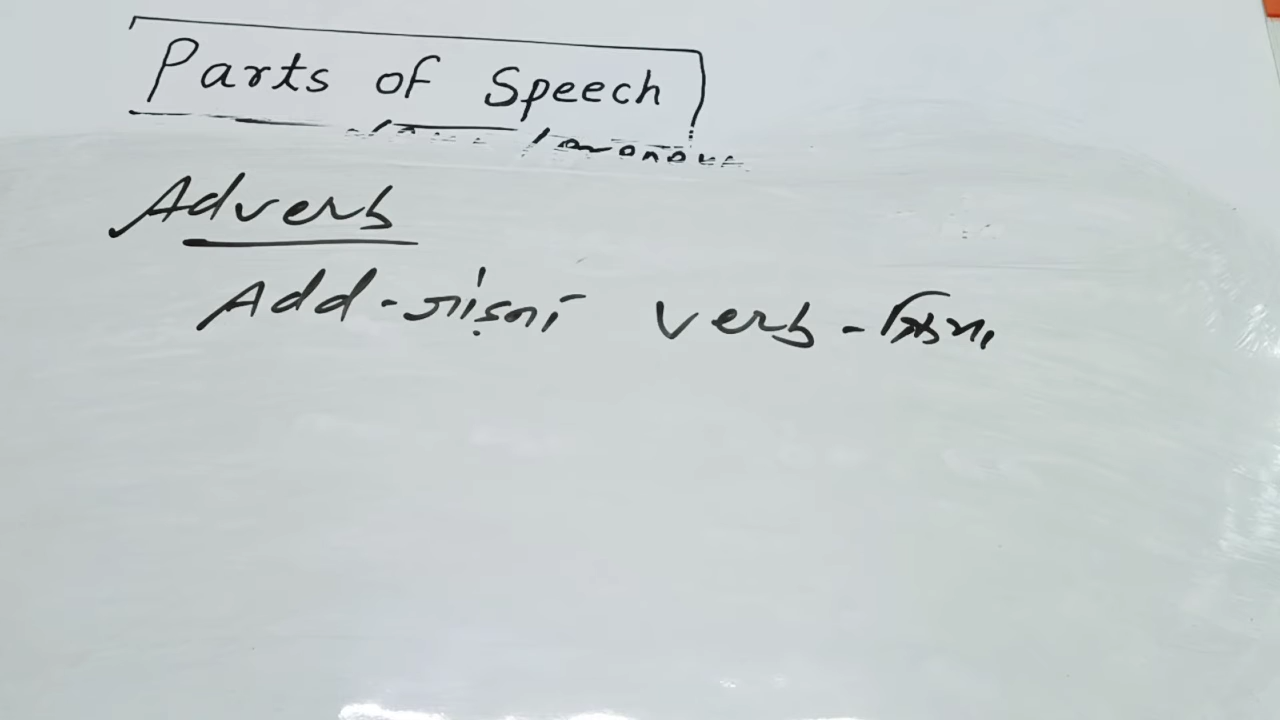 Parts of Speech
Adverb
Add - जोड़ना verb - क्रिया